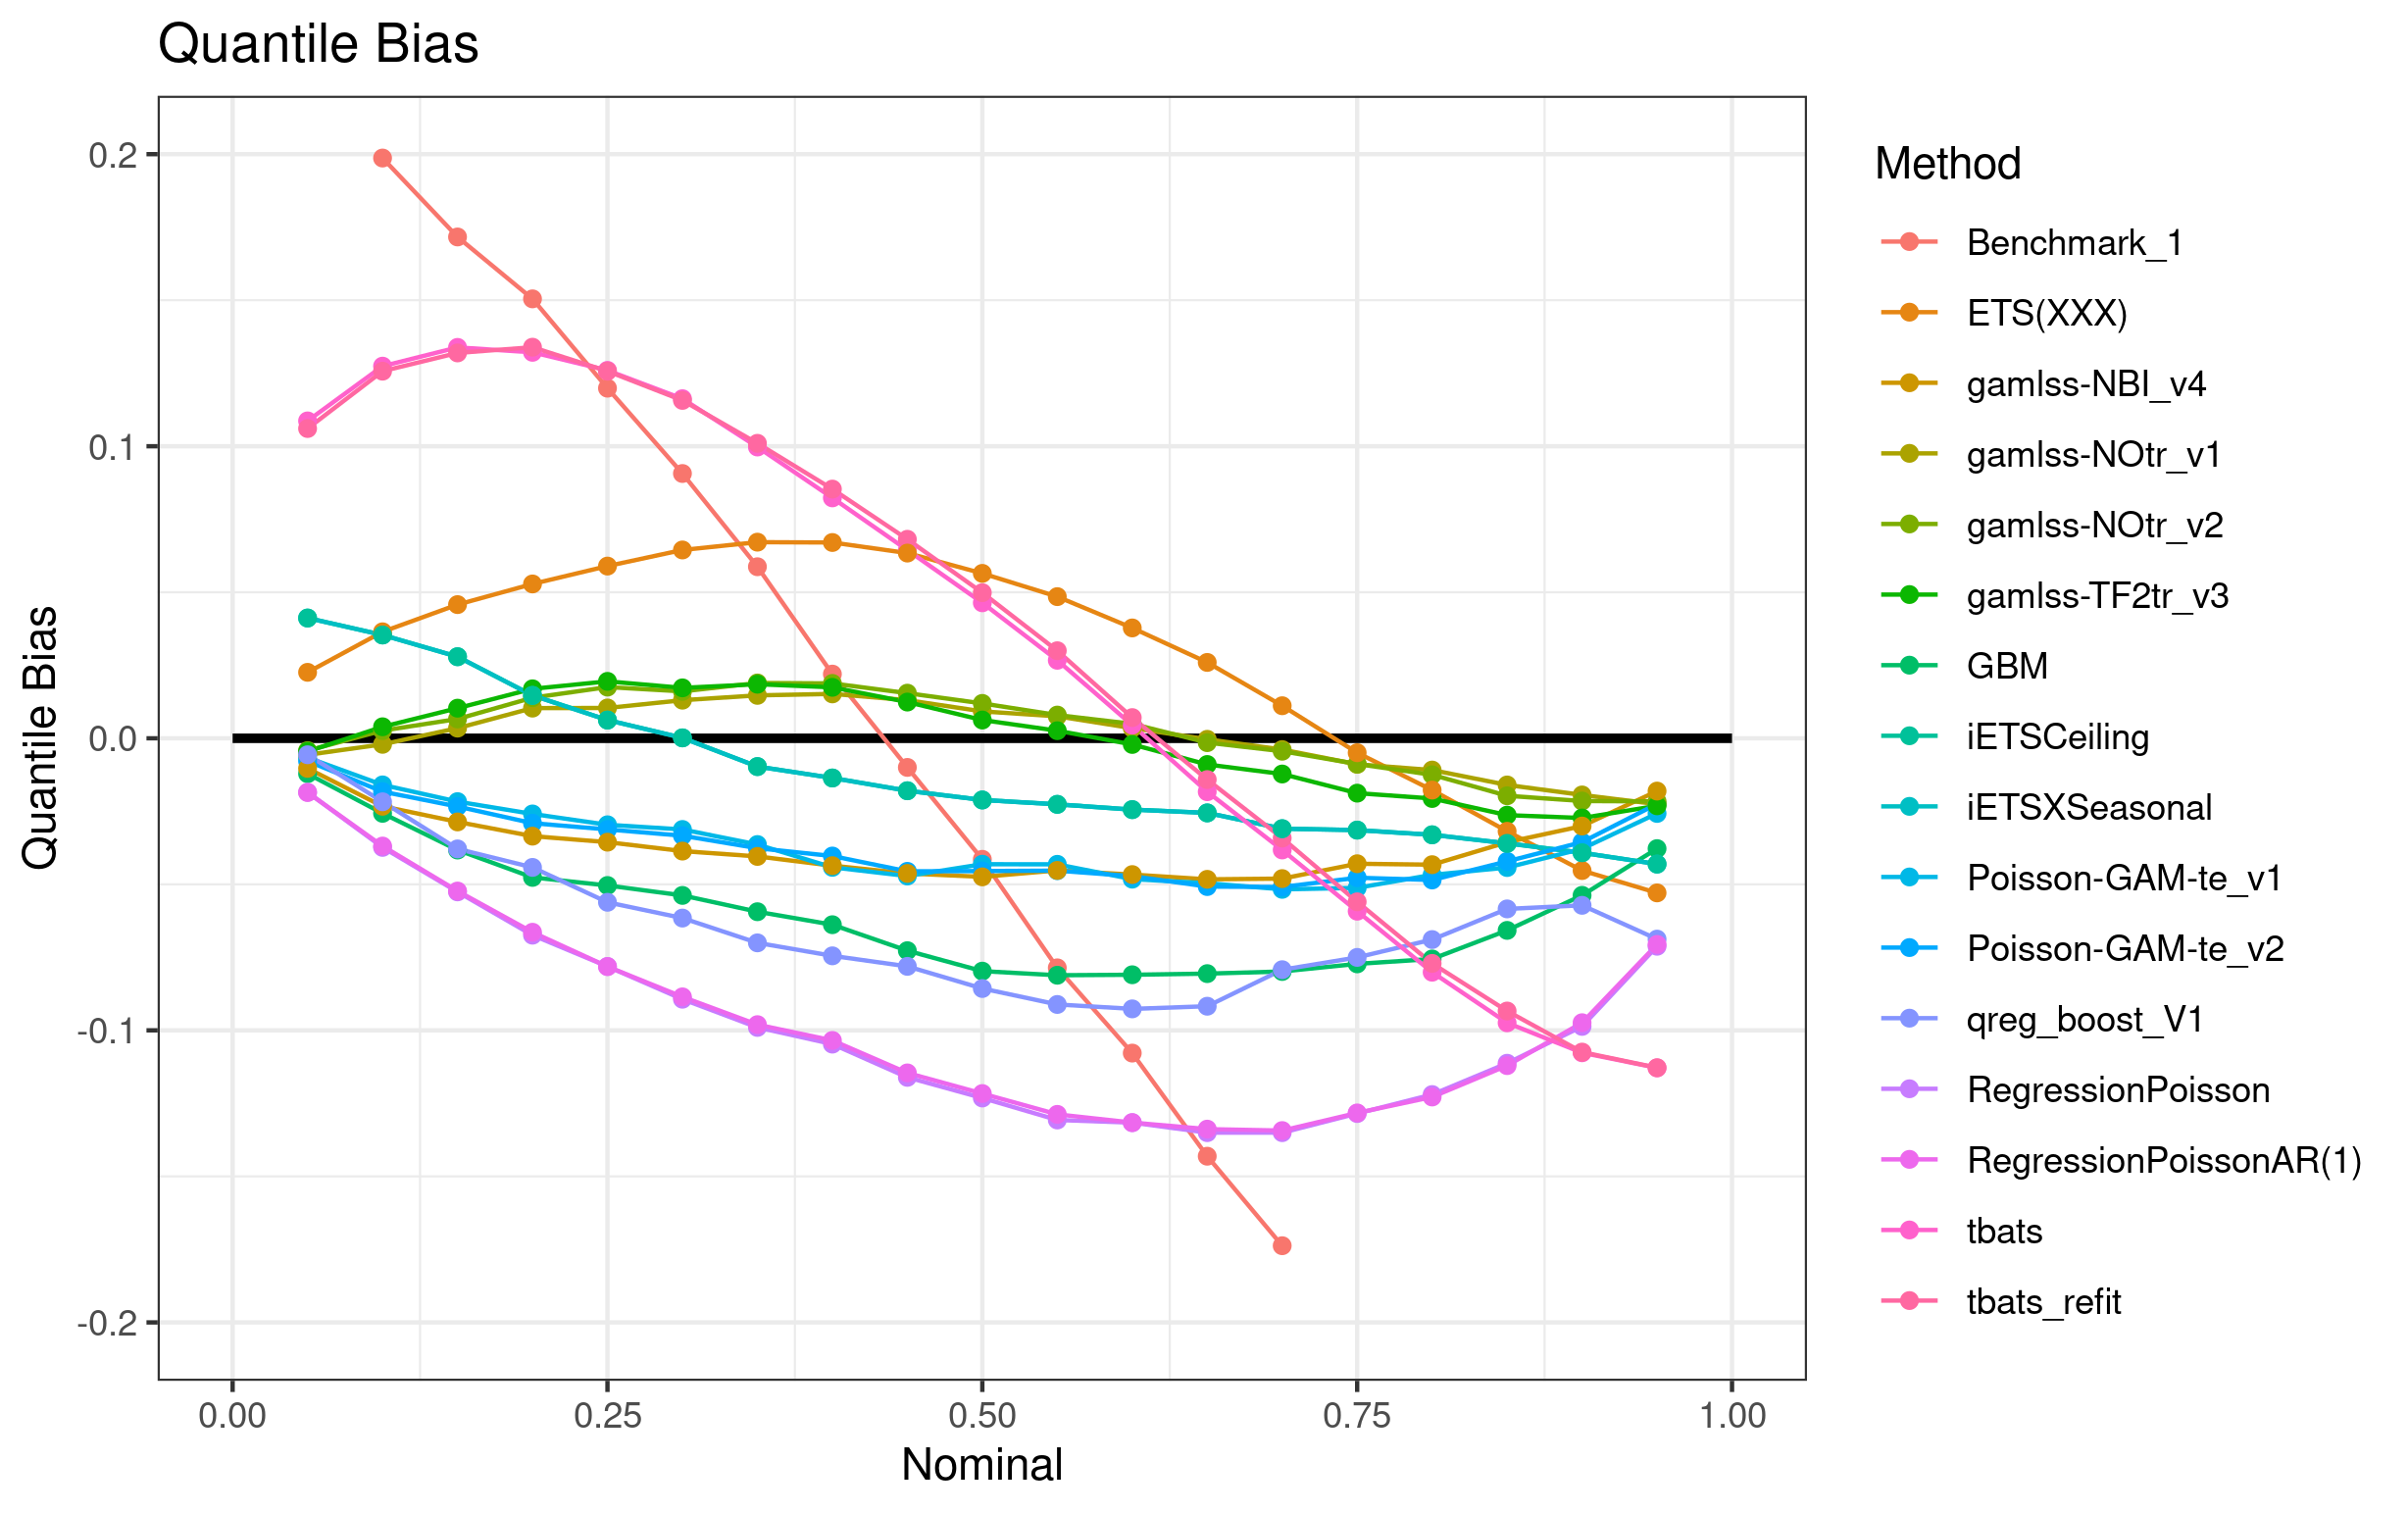 Quantile Bias
0.2
0.1
0.0
-0.1
-0.2
Quantile Bias
0.00
0.25
0.50
0.75
1.00
Nominal
Method
Benchmark_1
ETS(XXX)
gamlss-NBI_v4
gamlss-NOtr_v1
gamlss-NOtr_v2
gamlss-TF2tr_v3
GBM
iETSCeiling
iETSXSeasonal
Poisson-GAM-te_v1
Poisson-GAM-te_v2
qreg_boost_V1
RegressionPoisson
RegressionPoissonAR(1)
tbats
tbats_refit